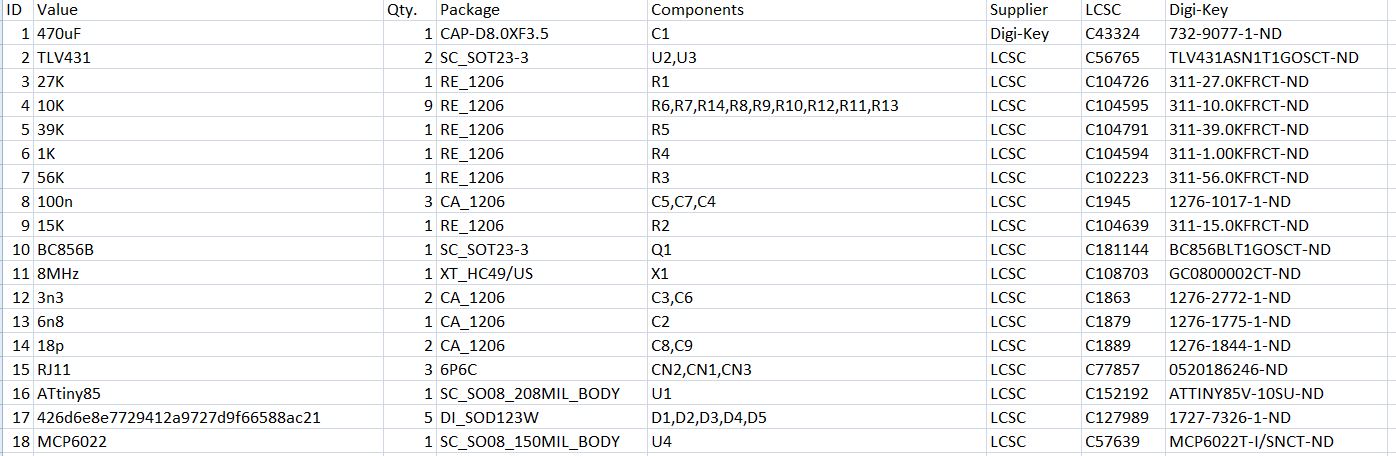 ID Value Qty. Package Components Supplier LCSC Digi-Key
1 470uF 1 CAP-D8.0XF3.5 C1 Digi-Key C43324 732-9077-1-ND
2 TLV431 2 SC_SOT23-3 U2,U3 LCSC C56765 TLV431ASN1T1GOSCT-ND
3 27K 1 RE_1206 R1 LCSC C104726 311-27.0KFRCT-ND
4 10K 9 RE_1206 R6,R7,R14,R8,R9,R10,R12,R11,R13 LCSC C104595 311-10.0KFRCT-ND
5 39K 1 RE_1206 R5 LCSC C104791 311-39.0KFRCT-ND
6 1K 1 RE_1206 R4 LCSC C104594 311-1.00KFRCT-ND
7 56K 1 RE_1206 R3 LCSC C102223 311-56.0KFRCT-ND
8 100n 3 CA_1206 C5,C7,C4 LCSC C1945 1276-1017-1-ND
9 15K 1 RE_1206 R2 LCSC C104639 311-15.0KFRCT-ND
10 BC856B 1 SC_SOT23-3 Q1 LCSC C181144 BC856BLT1GOSCT-ND
11 8MHz 1 XT_HC49/US X1 LCSC C108703 GC0800002CT-ND
12 3n3 2 CA_1206 C3,C6 LCSC C1863 1276-2772-1-ND
13 6n8 1 CA_1206 C2 LCSC C1879 1276-1775-1-ND
14 18p 2 CA_1206 C8,C9 LCSC C1889 1276-1844-1-ND
15 RJ11 3 6P6C CN2,CN1,CN3 LCSC C77857 0520186246-ND
16 ATtiny85 1 SC_SO08_208MIL_BODY U1 LCSC C152192 ATTINY85V-10SU-ND
17 426d6e8e7729412a9727d9f66588ac21 5 DI_SOD123W D1,D2,D3,D4,D5 LCSC C127989 1727-7326-1-ND
18 MCP6022 1 SC_SO08_150MIL_BODY U4 LCSC C57639 MCP6022T-I/SNCT-ND